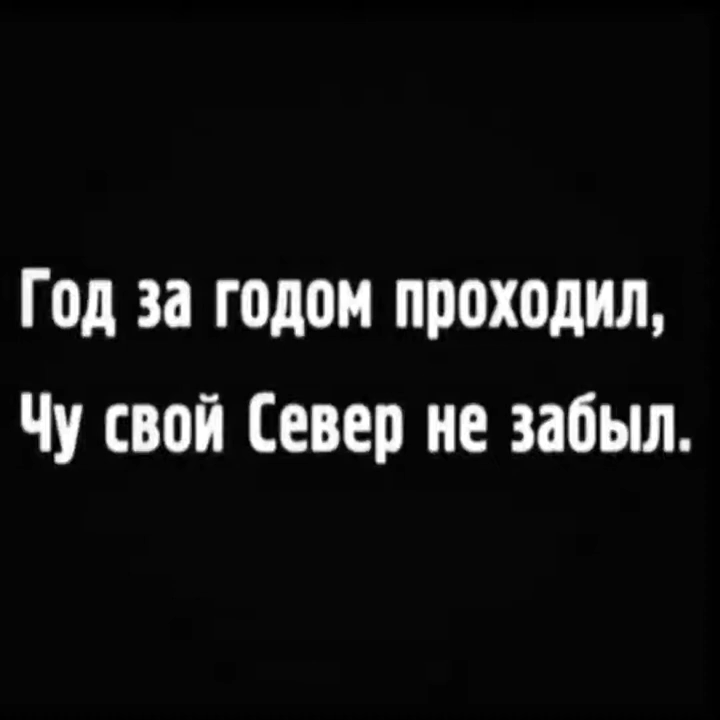 Год за годом проходил,
Чу свой Север не забыл.